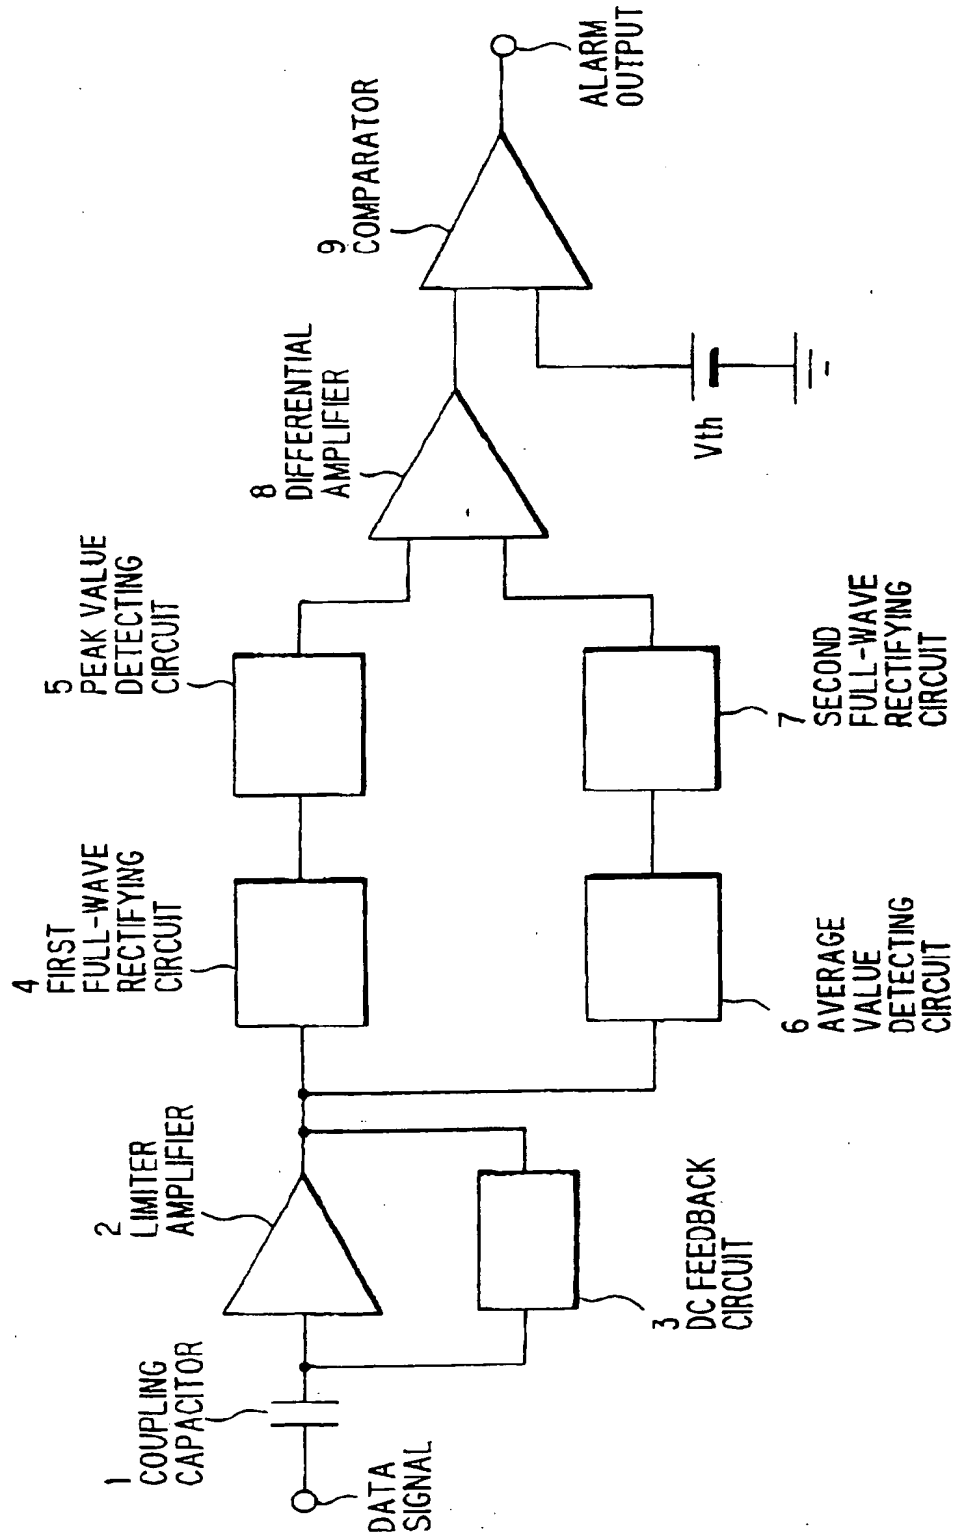 1
COUPLING
CAPACITOR
DATA
SIGNAL
2
LIMITER
AMPLIFIER
3
DC FEEDBACK
CIRCUIT
4
FIRST
FULL-WAVE
RECTIFYING
CIRCUIT
5
PEAK VALUE
DETECTING
CIRCUIT
6
AVERAGE
VALUE
DETECTING
CIRCUIT
7
SECOND
FULL-WAVE
RECTIFYING
CIRCUIT
8
DIFFERENTIAL
AMPLIFIER
9
COMPARATOR
Vth
ALARM
OUTPUT